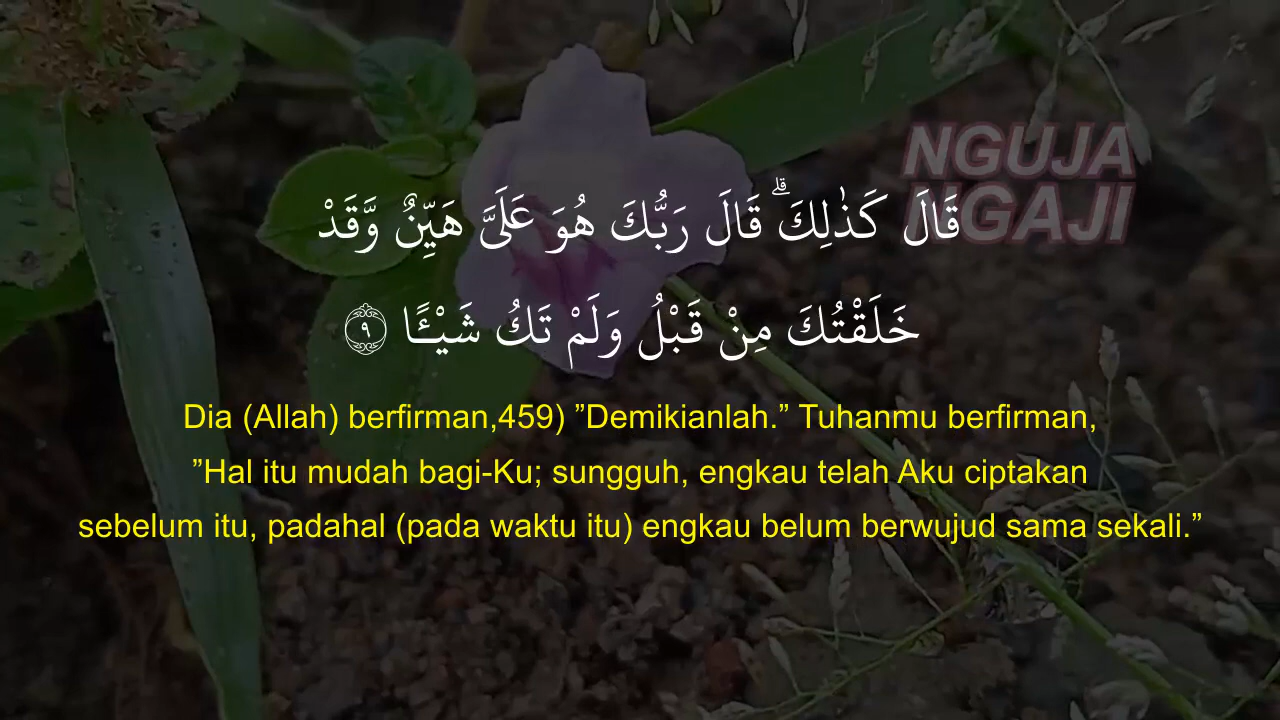 NGUJA
NGAJI
قَالَ كَذٰلِكَۗ قَالَ رَبُّكَ هُوَ عَلَيَّ هَيِّنٌ وَّقَدْ
خَلَقْتُكَ مِنْ قَبْلُ وَلَمْ تَكُ شَيْـًٔا ٩
Dia (Allah) berfirman,459) ”Demikianlah.” Tuhanmu berfirman,
”Hal itu mudah bagi-Ku; sungguh, engkau telah Aku ciptakan
sebelum itu, padahal (pada waktu itu) engkau belum berwujud sama sekali.”